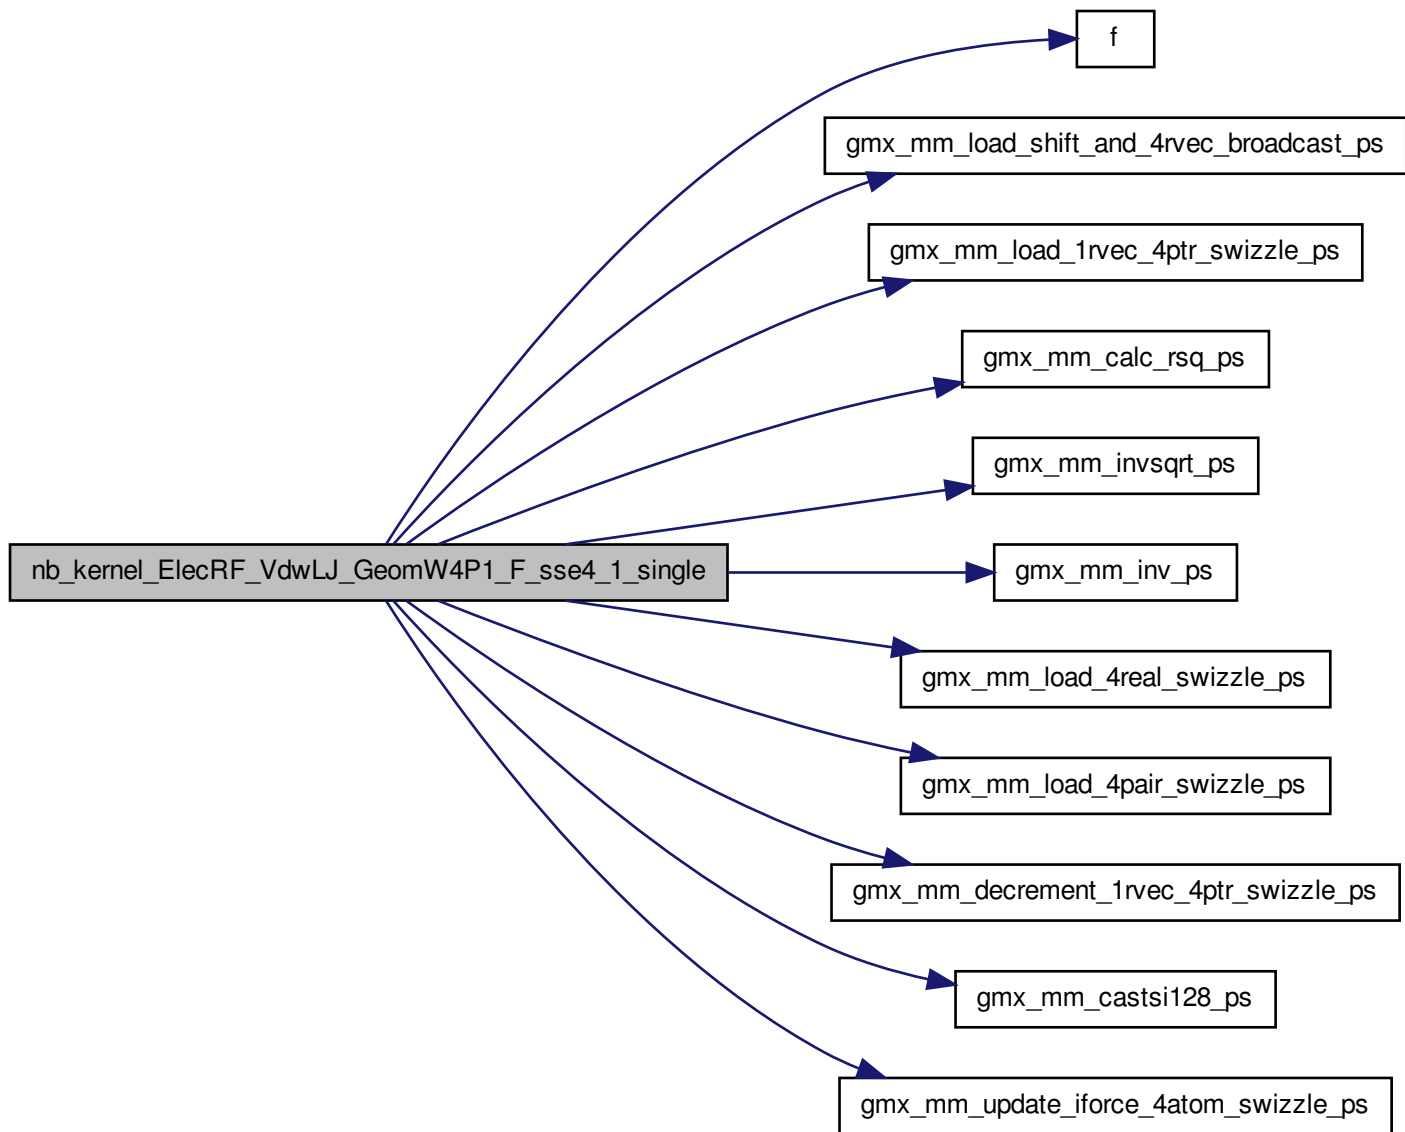 f
gmx_mm_load_shift_and_4rvec_broadcast_ps
gmx_mm_load_1rvec_4ptr_swizzle_ps
gmx_mm_calc_rsq_ps
gmx_mm_invsqrt_ps
nb_kernel_ElecRF_VdwLJ_GeomW4P1_F_sse4_1_single
gmx_mm_inv_ps
gmx_mm_load_4real_swizzle_ps
gmx_mm_load_4pair_swizzle_ps
gmx_mm_decrement_1rvec_4ptr_swizzle_ps
gmx_mm_castsi128_ps
gmx_mm_update_iforce_4atom_swizzle_ps